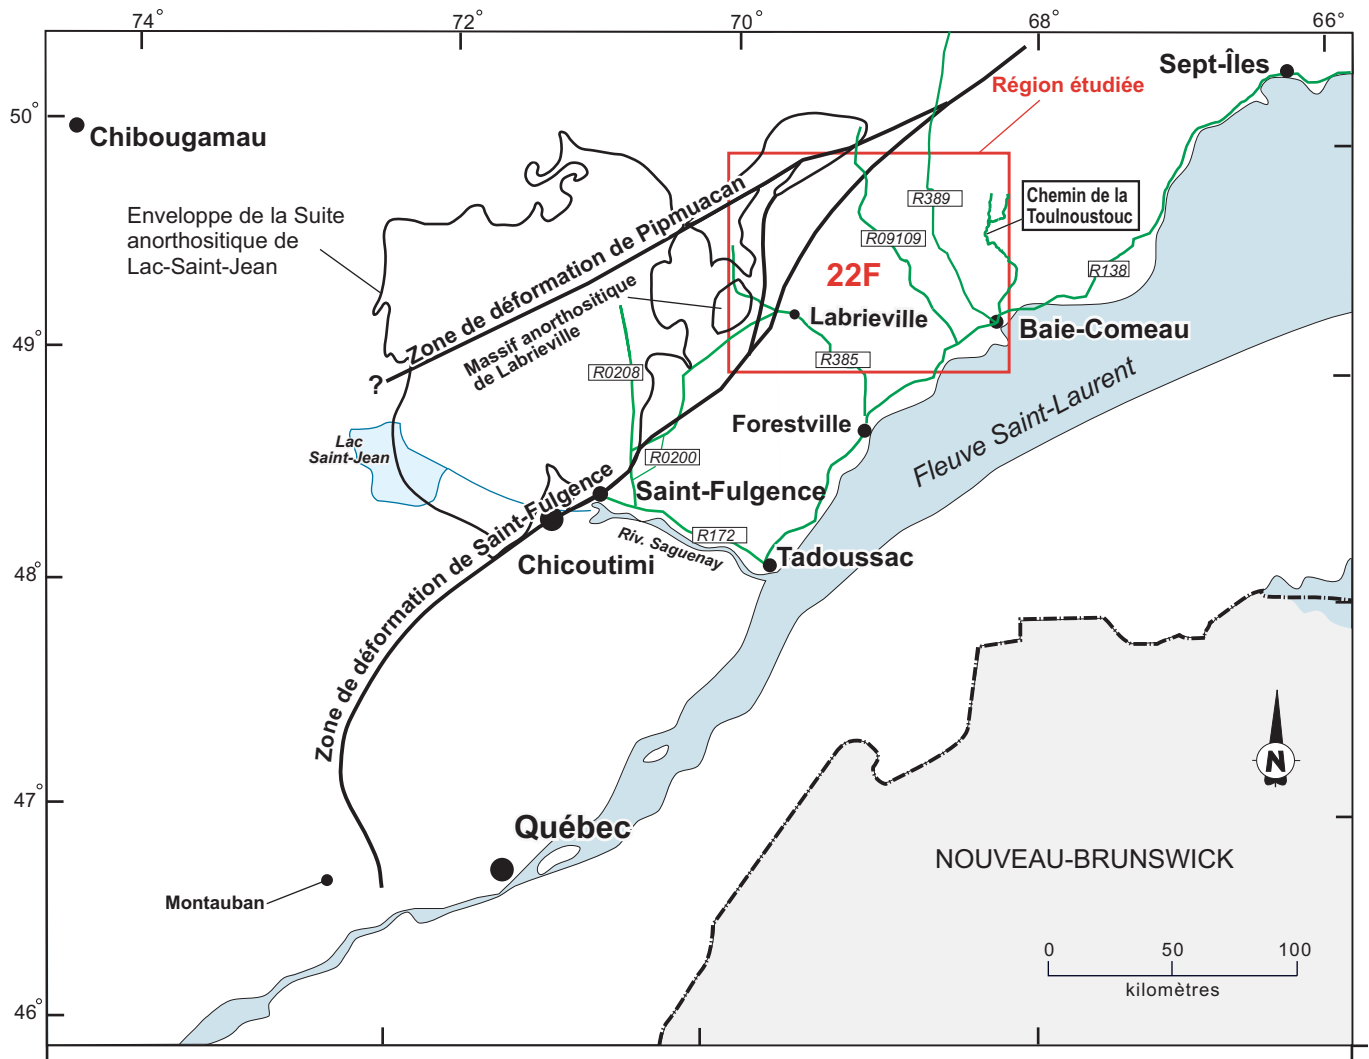 74°
72°
70°
68°
66°
50°
49°
48°
47°
46°
Chibougamau
Sept-Îles
Région étudiée
Enveloppe de la Suite
anorthositique de
Lac-Saint-Jean
Zone de déformation de Pipmuacan
?
Massif anorthositique
de Labrieville
R389
R09109
Chemin de la
Toulnoustouc
R138
22F
Labrieville
Baie-Comeau
R385
R0208
Forestville
Fleuve Saint-Laurent
Lac
Saint-Jean
R0200
Saint-Fulgence
Zone de déformation de Saint-Fulgence
Chicoutimi
R172
Riv. Saguenay
Tadoussac
Québec
Montauban
N
NOUVEAU-BRUNSWICK
0 50 100
kilomètres